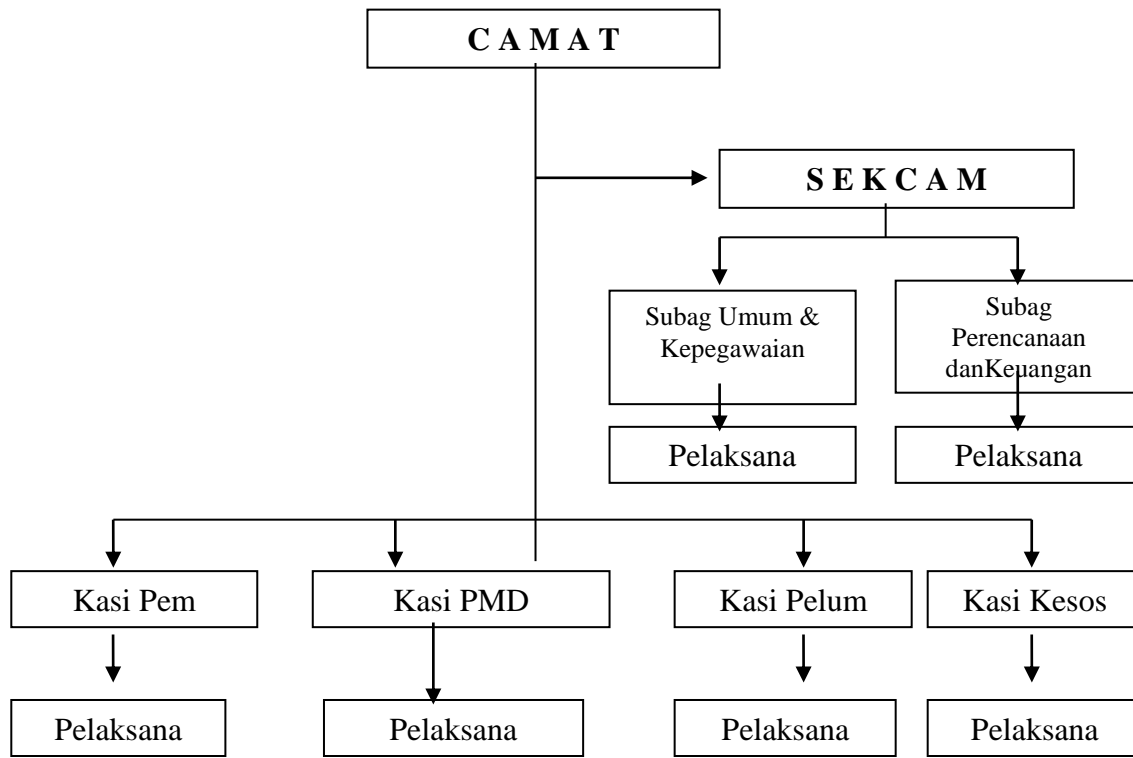 C A M A T
S E K C A M
Subag Umum &
Kepegawaian
Subag
Perencanaan
danKeuangan
Pelaksana
Pelaksana
Kasi Pem
Kasi PMD
Kasi Pelum
Kasi Kesos
Pelaksana
Pelaksana
Pelaksana
Pelaksana